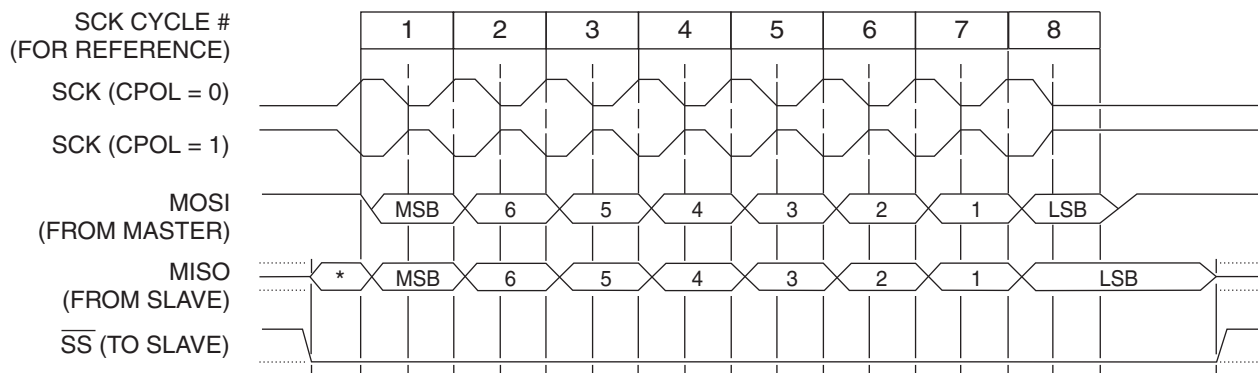 SCK CYCLE #
(FOR REFERENCE)
1 2 3 4 5 6 7 8
SCK (CPOL = 0)
SCK (CPOL = 1)
MOSI
(FROM MASTER)
MSB 6 5 4 3 2 1 LSB
MISO
(FROM SLAVE)
* MSB 6 5 4 3 2 1 LSB
S̅S̅ (TO SLAVE)